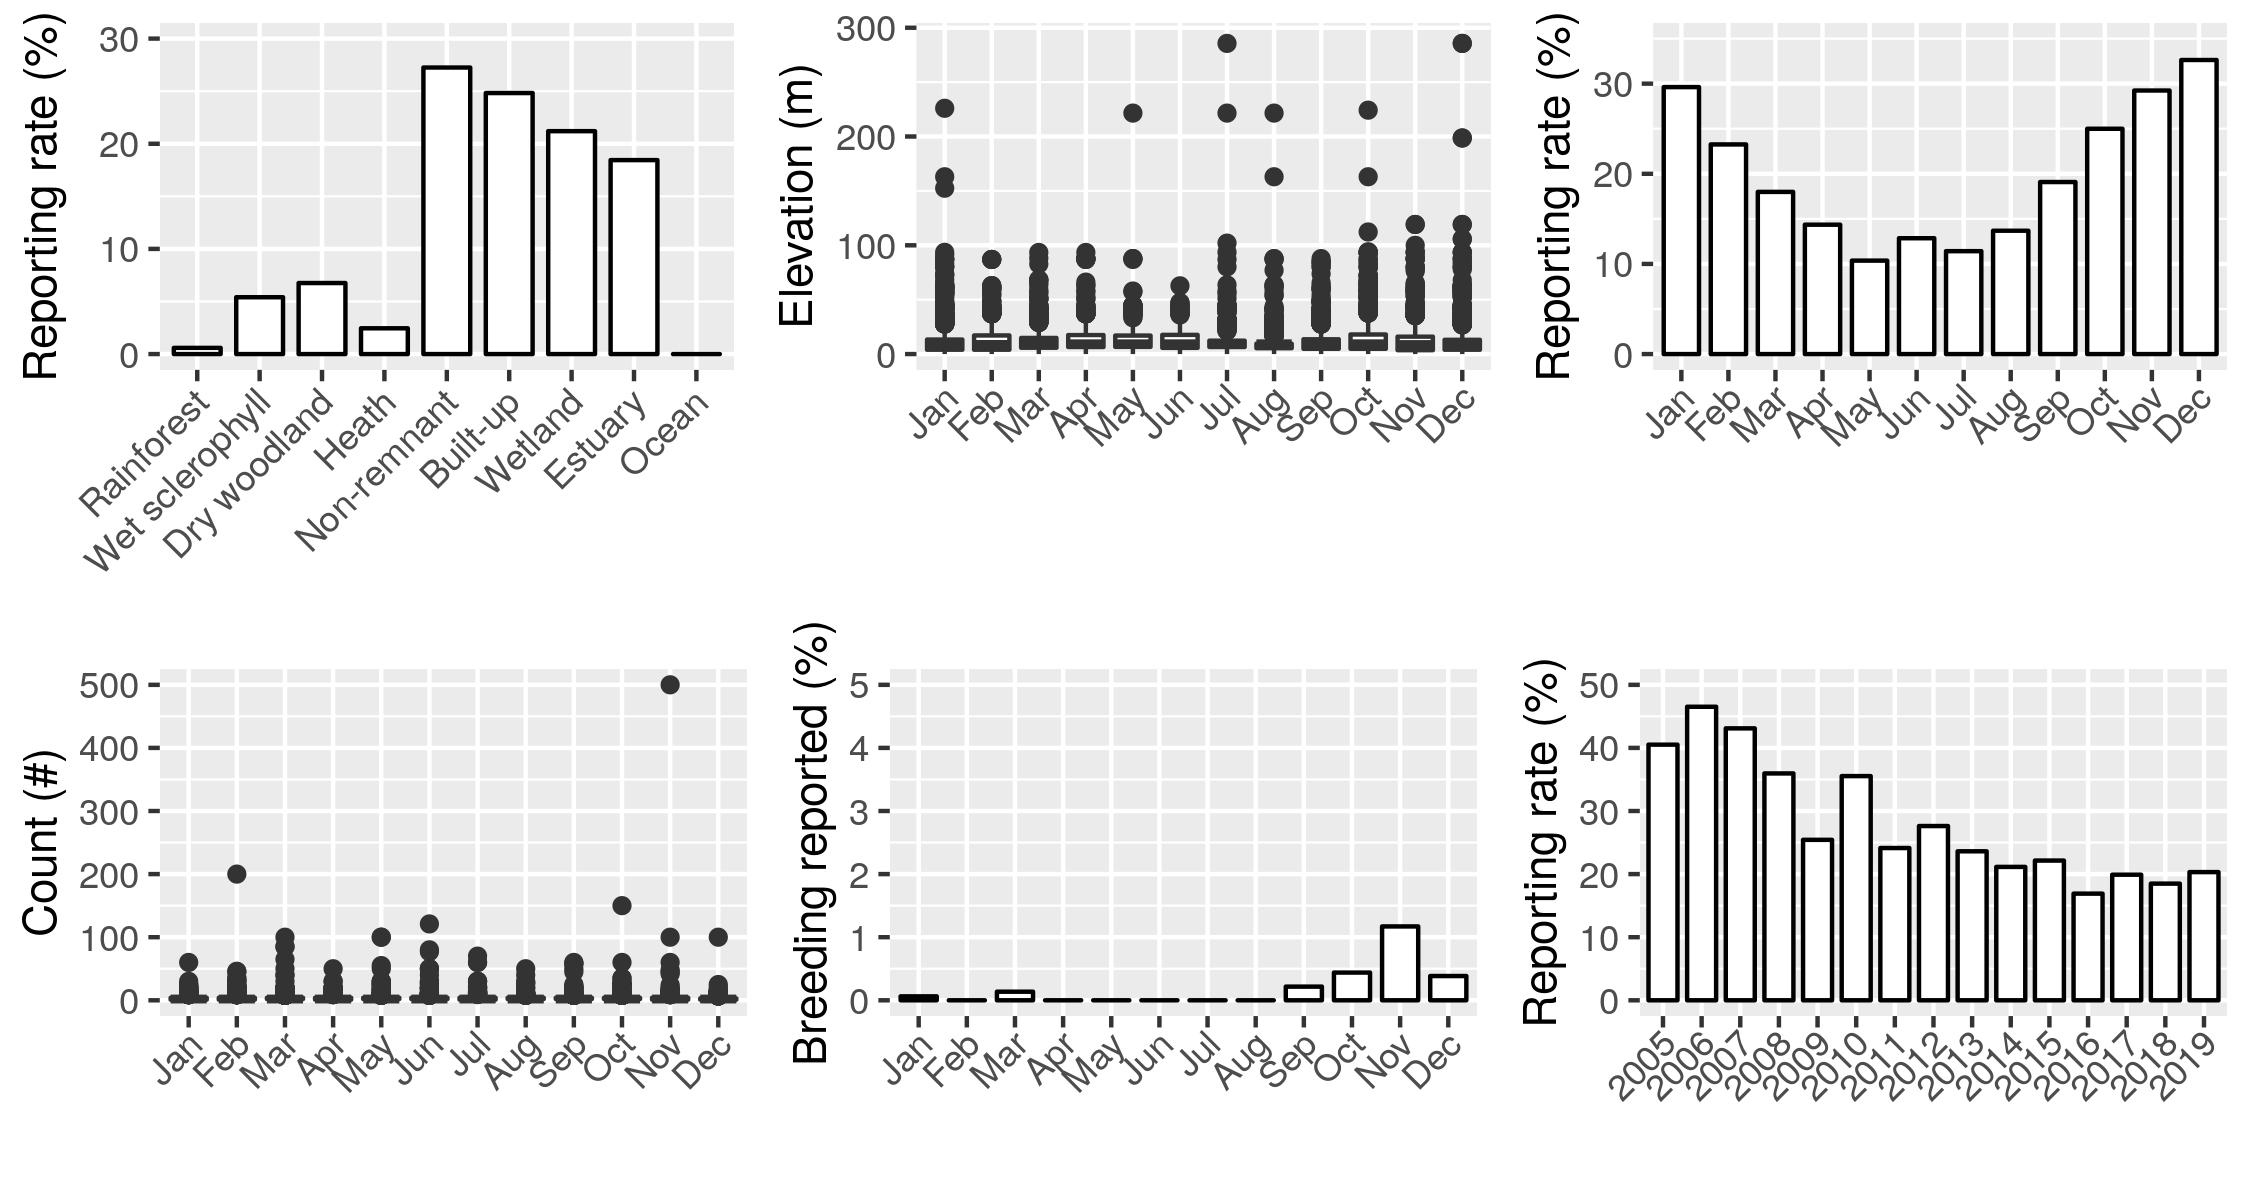 Reporting rate (%)
30
20
10
0
Rainforest
Wet sclerophyll
Dry woodland
Heath
Non-remnant
Built-up
Wetland
Estuary
Ocean
Elevation (m)
300
200
100
0
Jan
Feb
Mar
Apr
May
Jun
Jul
Aug
Sep
Oct
Nov
Dec
Reporting rate (%)
30
20
10
0
Jan
Feb
Mar
Apr
May
Jun
Jul
Aug
Sep
Oct
Nov
Dec
Count (#)
500
400
300
200
100
0
Jan
Feb
Mar
Apr
May
Jun
Jul
Aug
Sep
Oct
Nov
Dec
Breeding reported (%)
5
4
3
2
1
0
Jan
Feb
Mar
Apr
May
Jun
Jul
Aug
Sep
Oct
Nov
Dec
Reporting rate (%)
50
40
30
20
10
0
2005
2006
2007
2008
2009
2010
2011
2012
2013
2014
2015
2016
2017
2018
2019